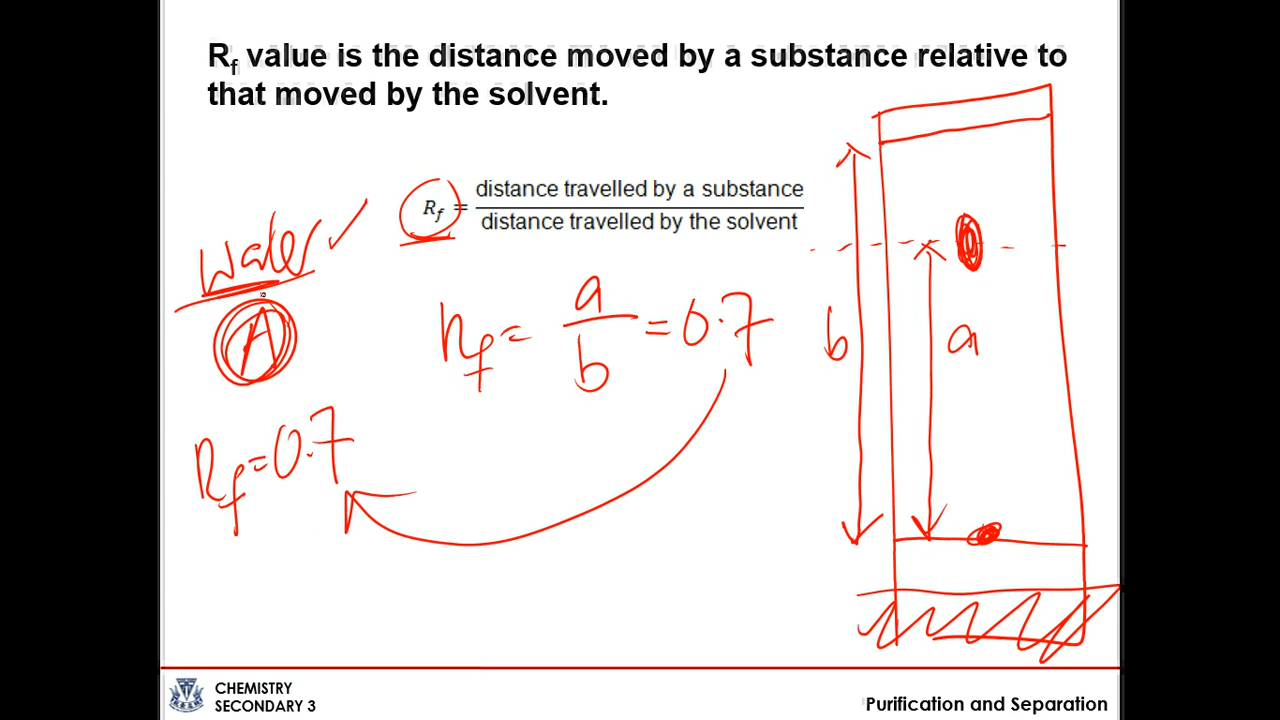 Rf value is the distance moved by a substance relative to
that moved by the solvent.
Rf = distance travelled by a substance
distance travelled by the solvent
water ✓
A
Rf = a/b = 0.7
b
a
Rf = 0.7
CHEMISTRY
SECONDARY 3
Purification and Separation